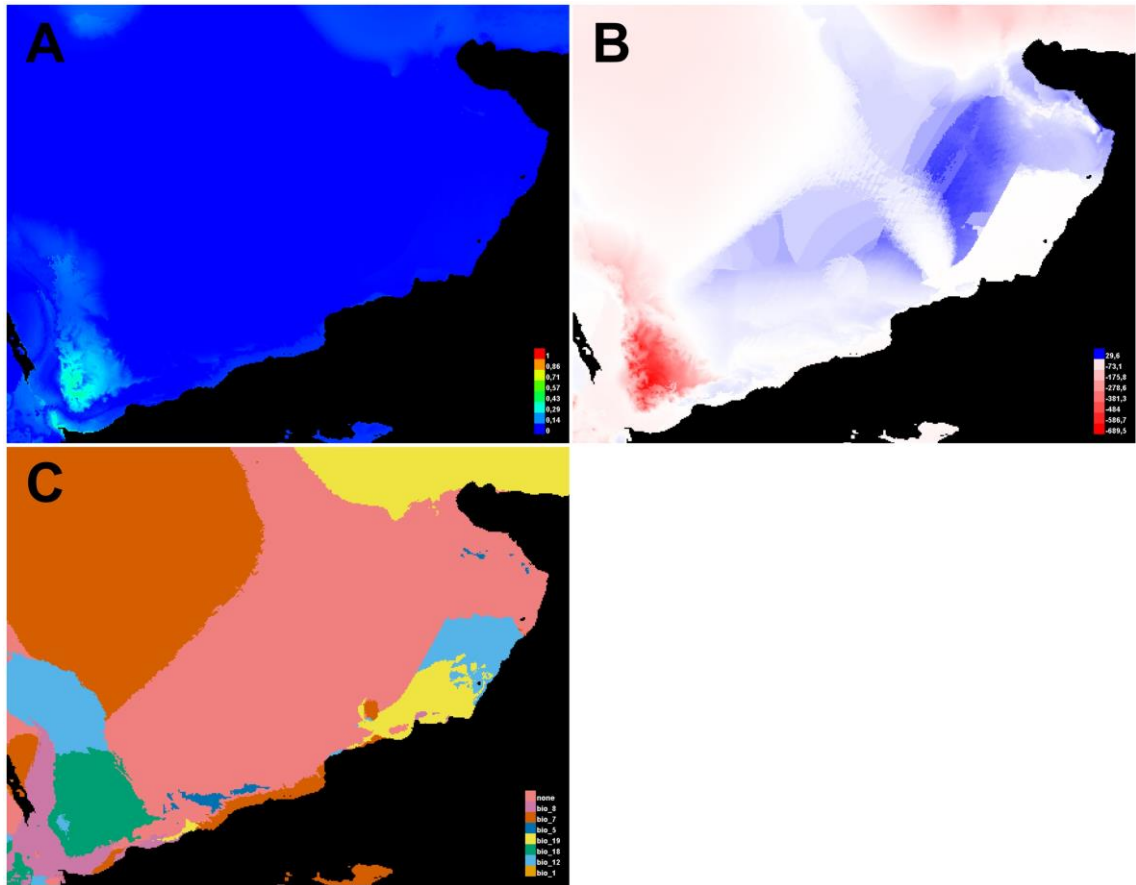 A
1
0,86
0,71
0,57
0,43
0,29
0,14
0
B
29,6
-73,1
-175,8
-278,6
-381,3
-484
-586,7
-689,5
C
none
bio_8
bio_7
bio_5
bio_19
bio_18
bio_12
bio_1